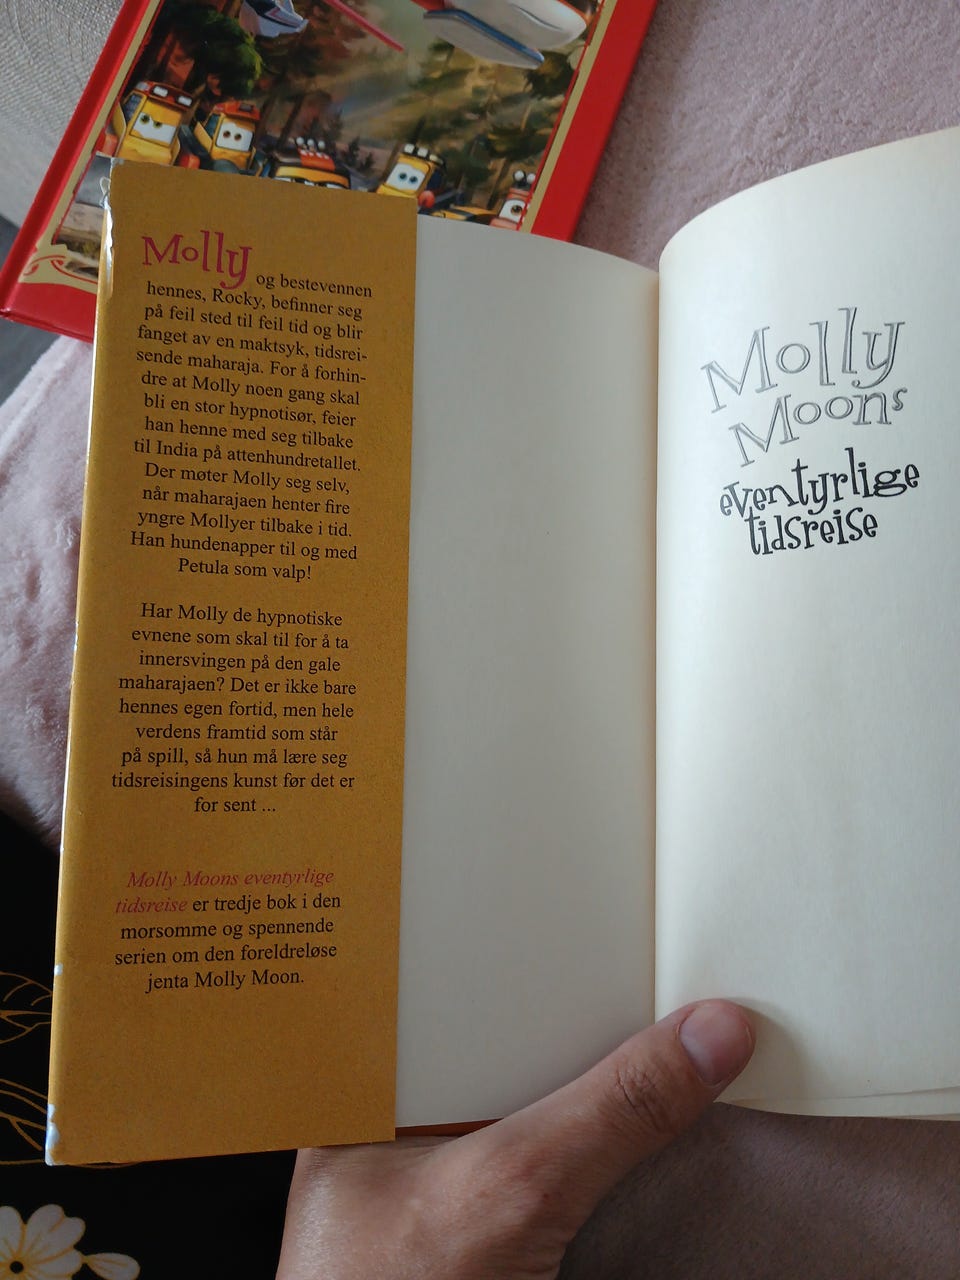 Molly og bestevennen
hennes, Rocky, befinner seg
på feil sted til feil tid og blir
fanget av en maktsyk, tidsrei-
sende maharaja. For å forhin-
dre at Molly noen gang skal
bli en stor hypnotisør, feier
han henne med seg tilbake
til India på attenhundretallet.
Der møter Molly seg selv,
når maharajaen henter fire
yngre Mollyer tilbake i tid.
Han hundenapper til og med
Petula som valp!
Har Molly de hypnotiske
evnene som skal til for å ta
innersvingen på den gale
maharajaen? Det er ikke bare
hennes egen fortid, men hele
verdens framtid som står
på spill, så hun må lære seg
tidsreisingens kunst før det er
for sent ...
Molly Moons eventyrlige
tidsreise er tredje bok i den
morsomme og spennende
serien om den foreldreløse
jenta Molly Moon.
Molly
Moons
eventyrlige
tidsreise